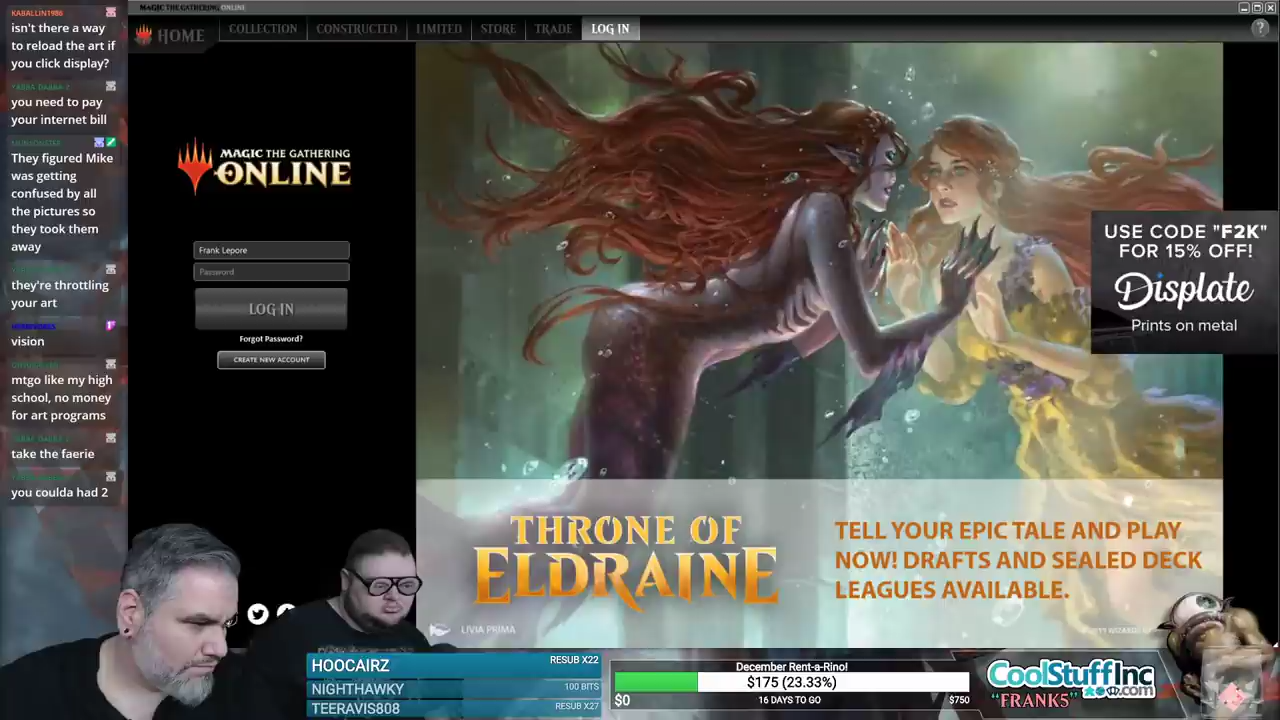 KABALLIN1986
isn't there a way
to reload the art if
you click display?
you need to pay
your internet bill
They figured Mike
was getting
confused by all
the pictures so
they took them
away
they're throttling
your art
vision
mtgo like my high
school, no money
for art programs
take the faerie
you coulda had 2
MAGIC THE GATHERING ONLINE
HOME
COLLECTION
CONSTRUCTED
LIMITED
STORE
TRADE
LOG IN
?
MAGIC THE GATHERING
ONLINE
Frank Lepore
Password
LOG IN
Forgot Password?
CREATE NEW ACCOUNT
USE CODE "F2K"
FOR 15% OFF!
Displate
Prints on metal
THRONE OF
ELDRAINE
TELL YOUR EPIC TALE AND PLAY
NOW! DRAFTS AND SEALED DECK
LEAGUES AVAILABLE.
LIVIA PRIMA
HOOCAIRZ RESUB X22
NIGHTHAWKY 100 BITS
TEERAVIS808 RESUB X27
December Rent-a-Rino!
$175 (23.33%)
$0 16 DAYS TO GO $750
CoolStuffInc
.com
"FRANK5"